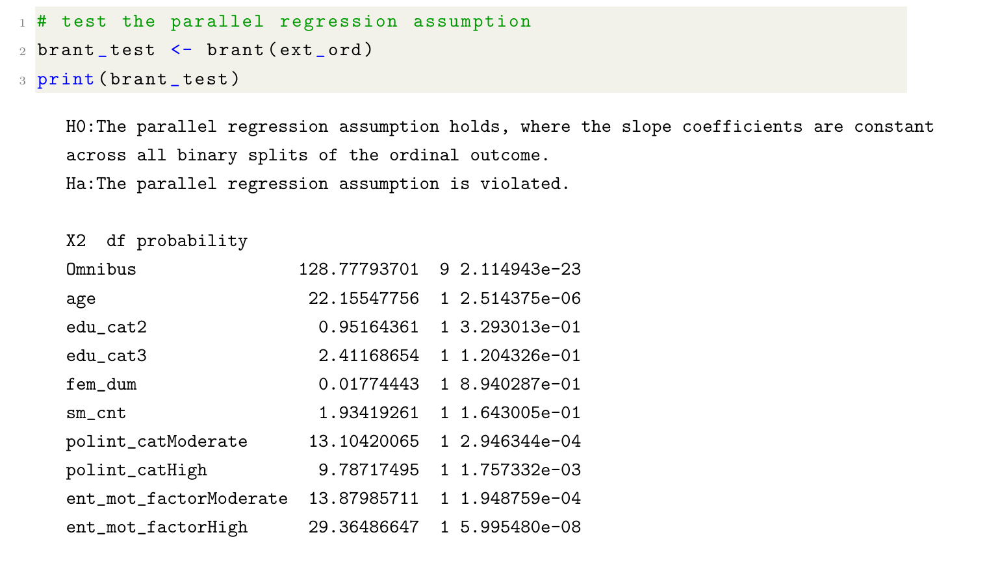 1 # test the parallel regression assumption
2 brant_test <- brant(ext_ord)
3 print(brant_test)
H0:The parallel regression assumption holds, where the slope coefficients are constant
across all binary splits of the ordinal outcome.
Ha:The parallel regression assumption is violated.
X2  df probability
Omnibus                128.77793701  9 2.114943e-23
age                     22.15547756  1 2.514375e-06
edu_cat2                 0.95164361  1 3.293013e-01
edu_cat3                 2.41168654  1 1.204326e-01
fem_dum                  0.01774443  1 8.940287e-01
sm_cnt                   1.93419261  1 1.643005e-01
polint_catModerate      13.10420065  1 2.946344e-04
polint_catHigh           9.78717495  1 1.757332e-03
ent_mot_factorModerate  13.87985711  1 1.948759e-04
ent_mot_factorHigh      29.36486647  1 5.995480e-08